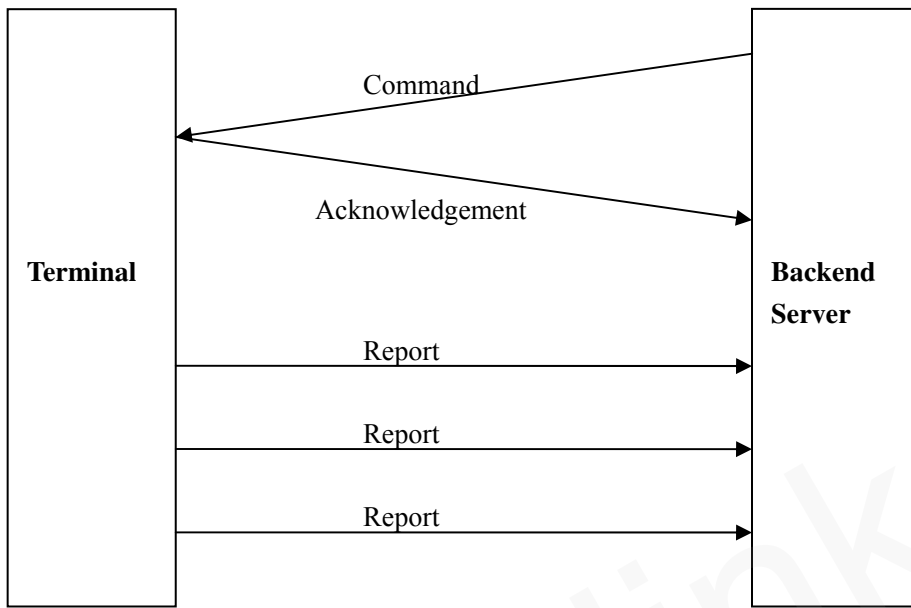 Command
Acknowledgement
Terminal
Backend
Server
Report
Report
Report